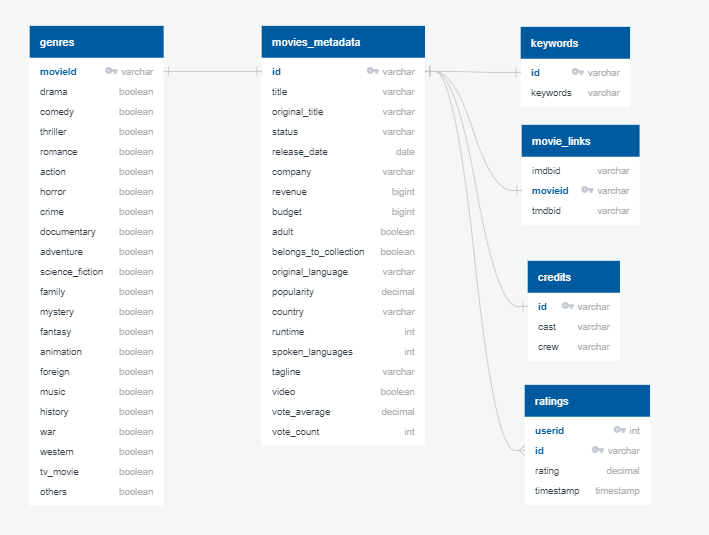 genres
movieId varchar
drama boolean
comedy boolean
thriller boolean
romance boolean
action boolean
horror boolean
crime boolean
documentary boolean
adventure boolean
science_fiction boolean
family boolean
mystery boolean
fantasy boolean
animation boolean
foreign boolean
music boolean
history boolean
war boolean
western boolean
tv_movie boolean
others boolean
movies_metadata
id varchar
title varchar
original_title varchar
status varchar
release_date date
company varchar
revenue bigint
budget bigint
adult boolean
belongs_to_collection boolean
original_language varchar
popularity decimal
country varchar
runtime int
spoken_languages int
tagline varchar
video boolean
vote_average decimal
vote_count int
keywords
id varchar
keywords varchar
movie_links
imdbid varchar
movieid varchar
tmdbid varchar
credits
id varchar
cast varchar
crew varchar
ratings
userid int
id varchar
rating decimal
timestamp timestamp